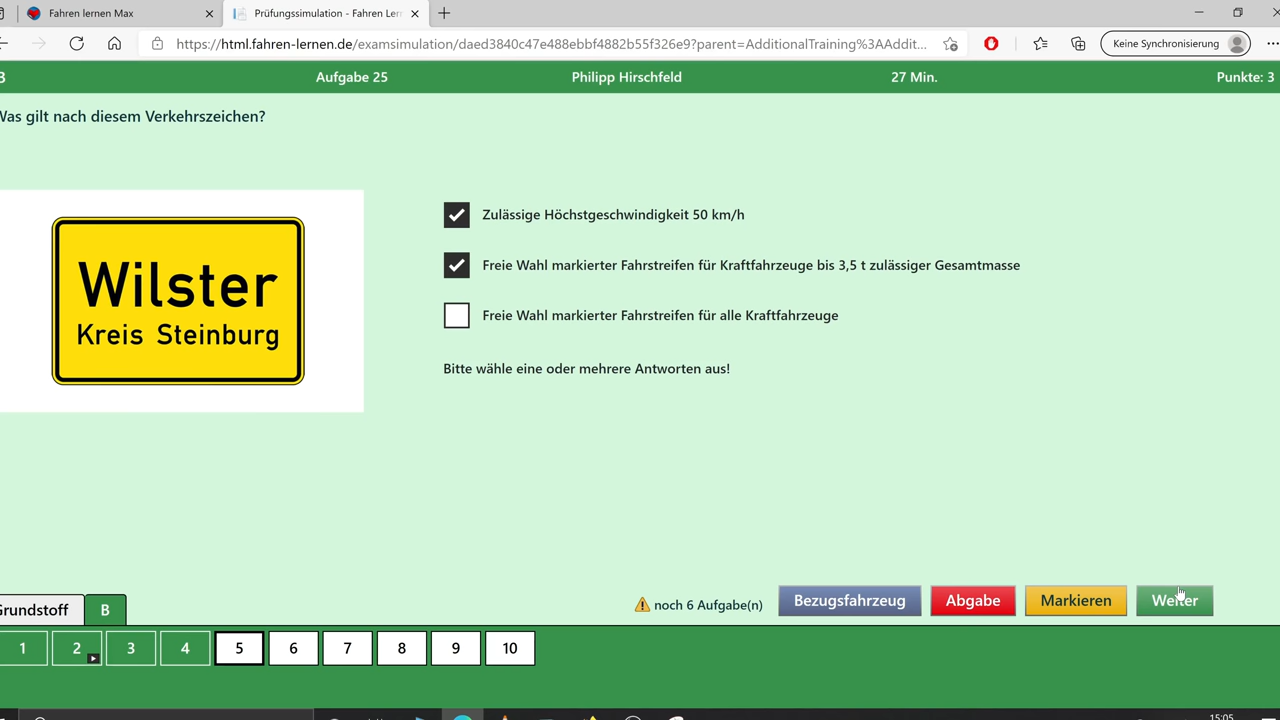 Fahren lernen Max
Prüfungssimulation - Fahren Ler
https://html.fahren-lernen.de/examsimulation/daed3840c47e488ebbf4882b55f326e9?parent=AdditionalTraining%3AAddit...
Keine Synchronisierung
3
Aufgabe 25
Philipp Hirschfeld
27 Min.
Punkte: 3
Was gilt nach diesem Verkehrszeichen?
Wilster
Kreis Steinburg
Zulässige Höchstgeschwindigkeit 50 km/h
Freie Wahl markierter Fahrstreifen für Kraftfahrzeuge bis 3,5 t zulässiger Gesamtmasse
Freie Wahl markierter Fahrstreifen für alle Kraftfahrzeuge
Bitte wähle eine oder mehrere Antworten aus!
Grundstoff
B
noch 6 Aufgabe(n)
Bezugsfahrzeug
Abgabe
Markieren
Weiter
1 2 3 4 5 6 7 8 9 10
15:05